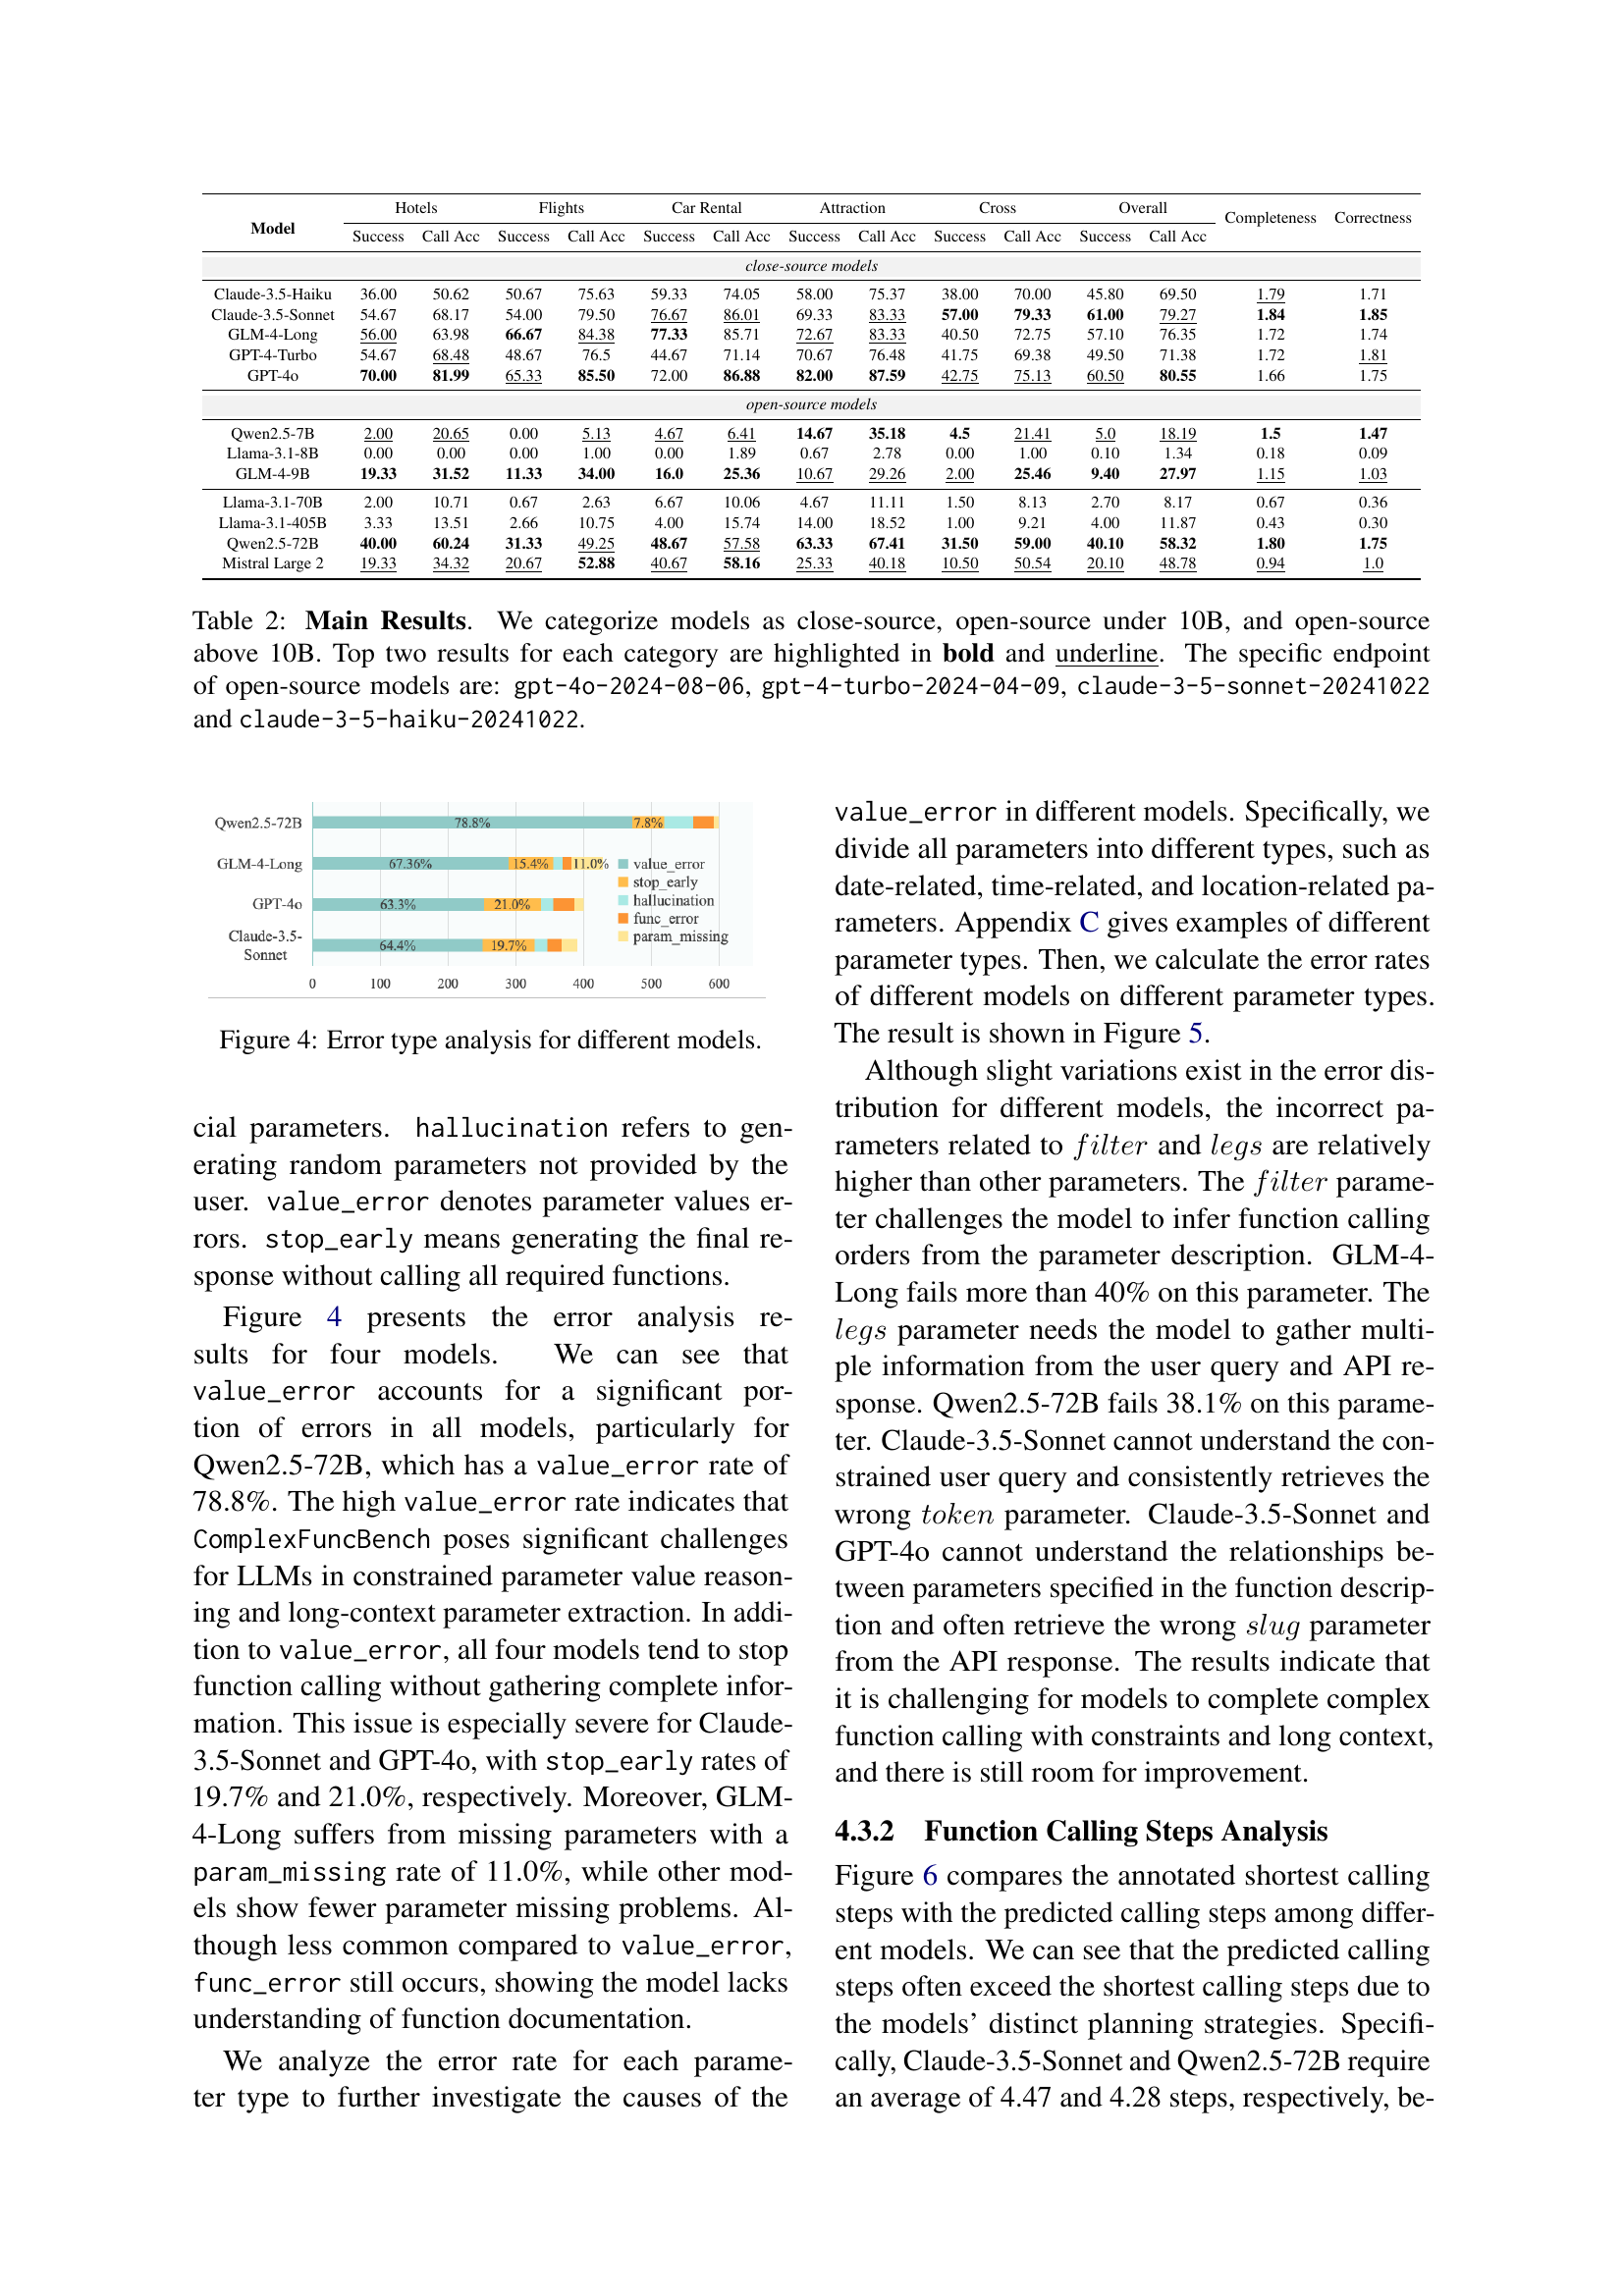 Model Hotels Flights Car Rental Attraction Cross Overall Completeness Correctness
Success Call Acc Success Call Acc Success Call Acc Success Call Acc Success Call Acc Success Call Acc
close-source models
Claude-3.5-Haiku 36.00 50.62 50.67 75.63 59.33 74.05 58.00 75.37 38.00 70.00 45.80 69.50 1.79 1.71
Claude-3.5-Sonnet 54.67 68.17 54.00 79.50 76.67 86.01 69.33 83.33 57.00 79.33 61.00 79.27 1.84 1.85
GLM-4-Long 56.00 63.98 66.67 84.38 77.33 85.71 72.67 83.33 40.50 72.75 57.10 76.35 1.72 1.74
GPT-4-Turbo 54.67 68.48 48.67 76.5 44.67 71.14 70.67 76.48 41.75 69.38 49.50 71.38 1.72 1.81
GPT-4o 70.00 81.99 65.33 85.50 72.00 86.88 82.00 87.59 42.75 75.13 60.50 80.55 1.66 1.75
open-source models
Qwen2.5-7B 2.00 20.65 0.00 5.13 4.67 6.41 14.67 35.18 4.5 21.41 5.0 18.19 1.5 1.47
Llama-3.1-8B 0.00 0.00 0.00 1.00 0.00 1.89 0.67 2.78 0.00 1.00 0.10 1.34 0.18 0.09
GLM-4-9B 19.33 31.52 11.33 34.00 16.0 25.36 10.67 29.26 2.00 25.46 9.40 27.97 1.15 1.03
Llama-3.1-70B 2.00 10.71 0.67 2.63 6.67 10.06 4.67 11.11 1.50 8.13 2.70 8.17 0.67 0.36
Llama-3.1-405B 3.33 13.51 2.66 10.75 4.00 15.74 14.00 18.52 1.00 9.21 4.00 11.87 0.43 0.30
Qwen2.5-72B 40.00 60.24 31.33 49.25 48.67 57.58 63.33 67.41 31.50 59.00 40.10 58.32 1.80 1.75
Mistral Large 2 19.33 34.32 20.67 52.88 40.67 58.16 25.33 40.18 10.50 50.54 20.10 48.78 0.94 1.0
Table 2: Main Results. We categorize models as close-source, open-source under 10B, and open-source
above 10B. Top two results for each category are highlighted in bold and underline. The specific endpoint
of open-source models are: gpt-4o-2024-08-06, gpt-4-turbo-2024-04-09, claude-3-5-sonnet-20241022
and claude-3-5-haiku-20241022.
Qwen2.5-72B 78.8% 7.8%
GLM-4-Long 67.36% 15.4% 11.0%
GPT-4o 63.3% 21.0%
Claude-3.5-
Sonnet 64.4% 19.7%
value_error
stop_early
hallucination
func_error
param_missing
0 100 200 300 400 500 600
Figure 4: Error type analysis for different models.
cial parameters. hallucination refers to gen-
erating random parameters not provided by the
user. value_error denotes parameter values er-
rors. stop_early means generating the final re-
sponse without calling all required functions.
Figure 4 presents the error analysis re-
sults for four models. We can see that
value_error accounts for a significant por-
tion of errors in all models, particularly for
Qwen2.5-72B, which has a value_error rate of
78.8%. The high value_error rate indicates that
ComplexFuncBench poses significant challenges
for LLMs in constrained parameter value reason-
ing and long-context parameter extraction. In addi-
tion to value_error, all four models tend to stop
function calling without gathering complete infor-
mation. This issue is especially severe for Claude-
3.5-Sonnet and GPT-4o, with stop_early rates of
19.7% and 21.0%, respectively. Moreover, GLM-
4-Long suffers from missing parameters with a
param_missing rate of 11.0%, while other mod-
els show fewer parameter missing problems. Al-
though less common compared to value_error,
func_error still occurs, showing the model lacks
understanding of function documentation.
We analyze the error rate for each parame-
ter type to further investigate the causes of the
value_error in different models. Specifically, we
divide all parameters into different types, such as
date-related, time-related, and location-related pa-
rameters. Appendix C gives examples of different
parameter types. Then, we calculate the error rates
of different models on different parameter types.
The result is shown in Figure 5.
Although slight variations exist in the error dis-
tribution for different models, the incorrect pa-
rameters related to filter and legs are relatively
higher than other parameters. The filter parame-
ter challenges the model to infer function calling
orders from the parameter description. GLM-4-
Long fails more than 40% on this parameter. The
legs parameter needs the model to gather multi-
ple information from the user query and API re-
sponse. Qwen2.5-72B fails 38.1% on this parame-
ter. Claude-3.5-Sonnet cannot understand the con-
strained user query and consistently retrieves the
wrong token parameter. Claude-3.5-Sonnet and
GPT-4o cannot understand the relationships be-
tween parameters specified in the function descrip-
tion and often retrieve the wrong slug parameter
from the API response. The results indicate that
it is challenging for models to complete complex
function calling with constraints and long context,
and there is still room for improvement.
4.3.2 Function Calling Steps Analysis
Figure 6 compares the annotated shortest calling
steps with the predicted calling steps among differ-
ent models. We can see that the predicted calling
steps often exceed the shortest calling steps due to
the models' distinct planning strategies. Specifi-
cally, Claude-3.5-Sonnet and Qwen2.5-72B require
an average of 4.47 and 4.28 steps, respectively, be-